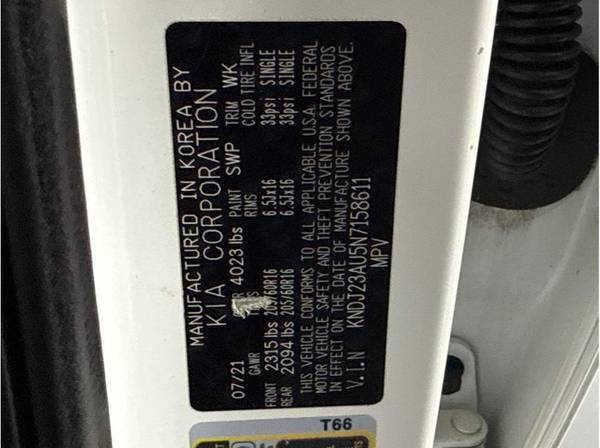 MANUFACTURED IN KOREA BY
KIA CORPORATION
07/21 4023 lbs PAINT SWP TRIM WK
GAWR RIMS COLD TIRE INFL
FRONT 2315 lbs 205/60R16 6.5Jx16 33psi SINGLE
REAR 2094 lbs 205/60R16 6.5Jx16 33psi SINGLE
THIS VEHICLE CONFORMS TO ALL APPLICABLE U.S.A. FEDERAL
MOTOR VEHICLE SAFETY AND THEFT PREVENTION STANDARDS
IN EFFECT ON THE DATE OF MANUFACTURE SHOWN ABOVE.
V.I.N KNDJ23AU5N7158611
MPV
T66